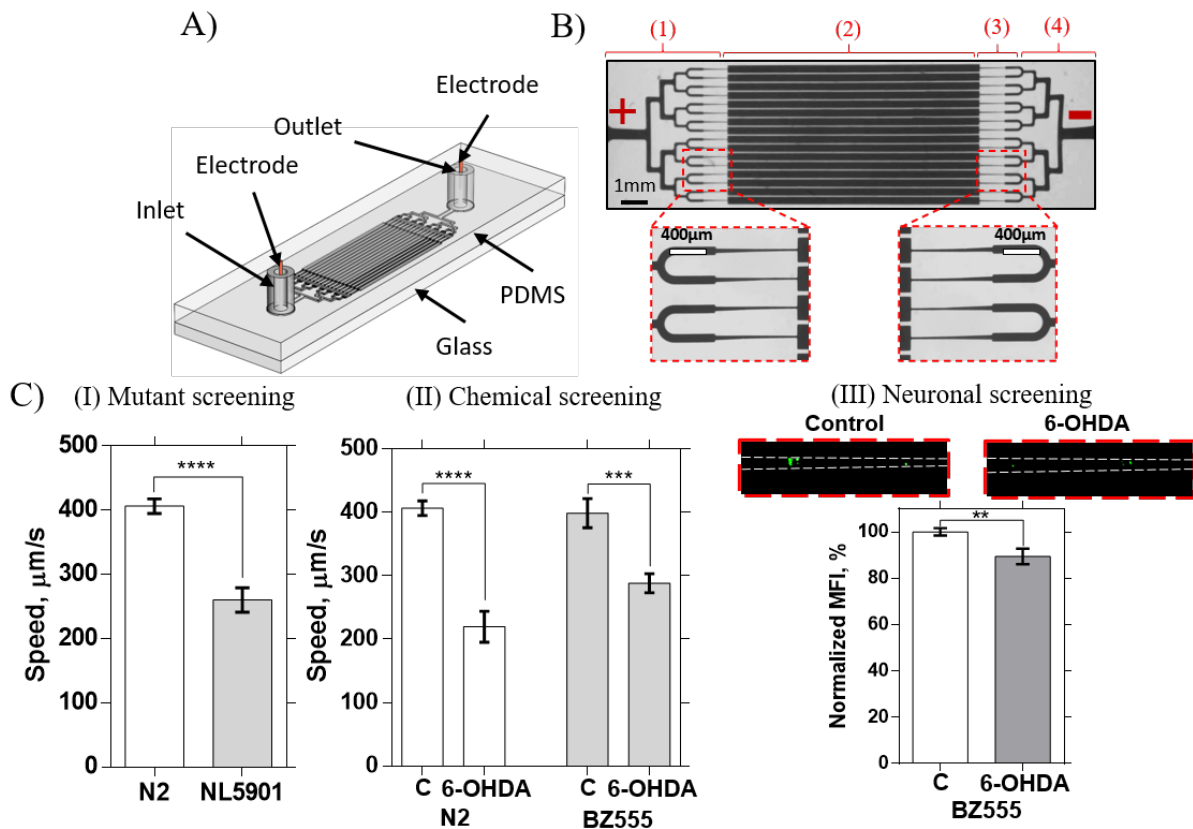 A)
Electrode
Outlet
Electrode
Inlet
PDMS
Glass
B)
(1)
(2)
(3)
(4)
+
-
1mm
400μm
400μm
C)
(I) Mutant screening
500
400
300
200
100
0
Speed, μm/s
****
N2
NL5901
(II) Chemical screening
500
400
300
200
100
0
Speed, μm/s
****
***
C 6-OHDA C 6-OHDA
N2 BZ555
(III) Neuronal screening
Control 6-OHDA
100
80
60
40
20
0
Normalized MFI, %
**
C 6-OHDA
BZ555